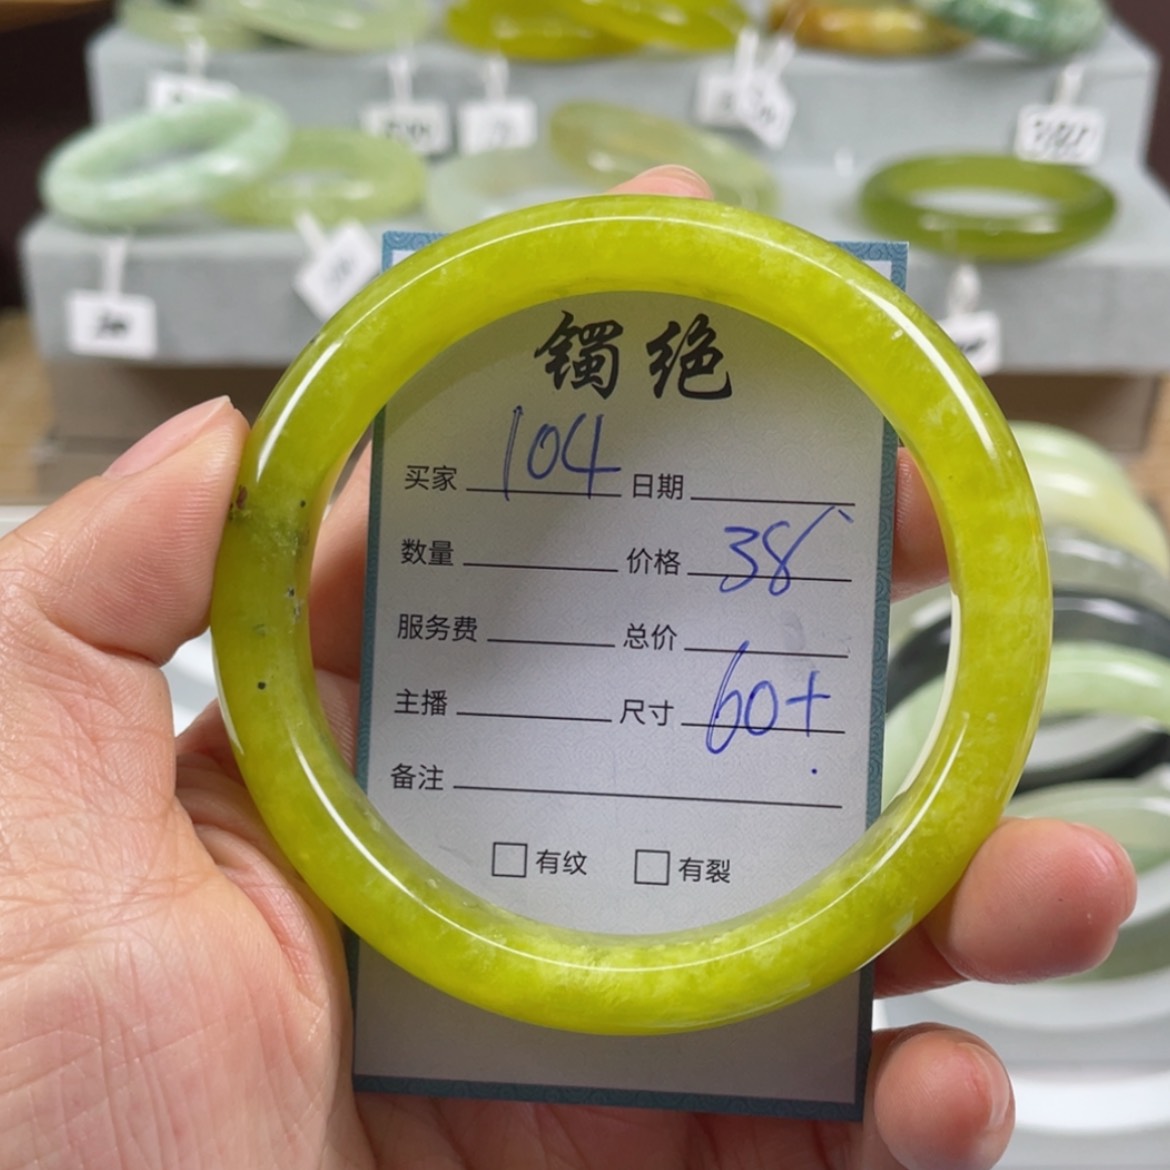 镯绝
买家 104 日期
数量 价格 38
服务费 总价
主播 尺寸 60+
备注
有纹 有裂